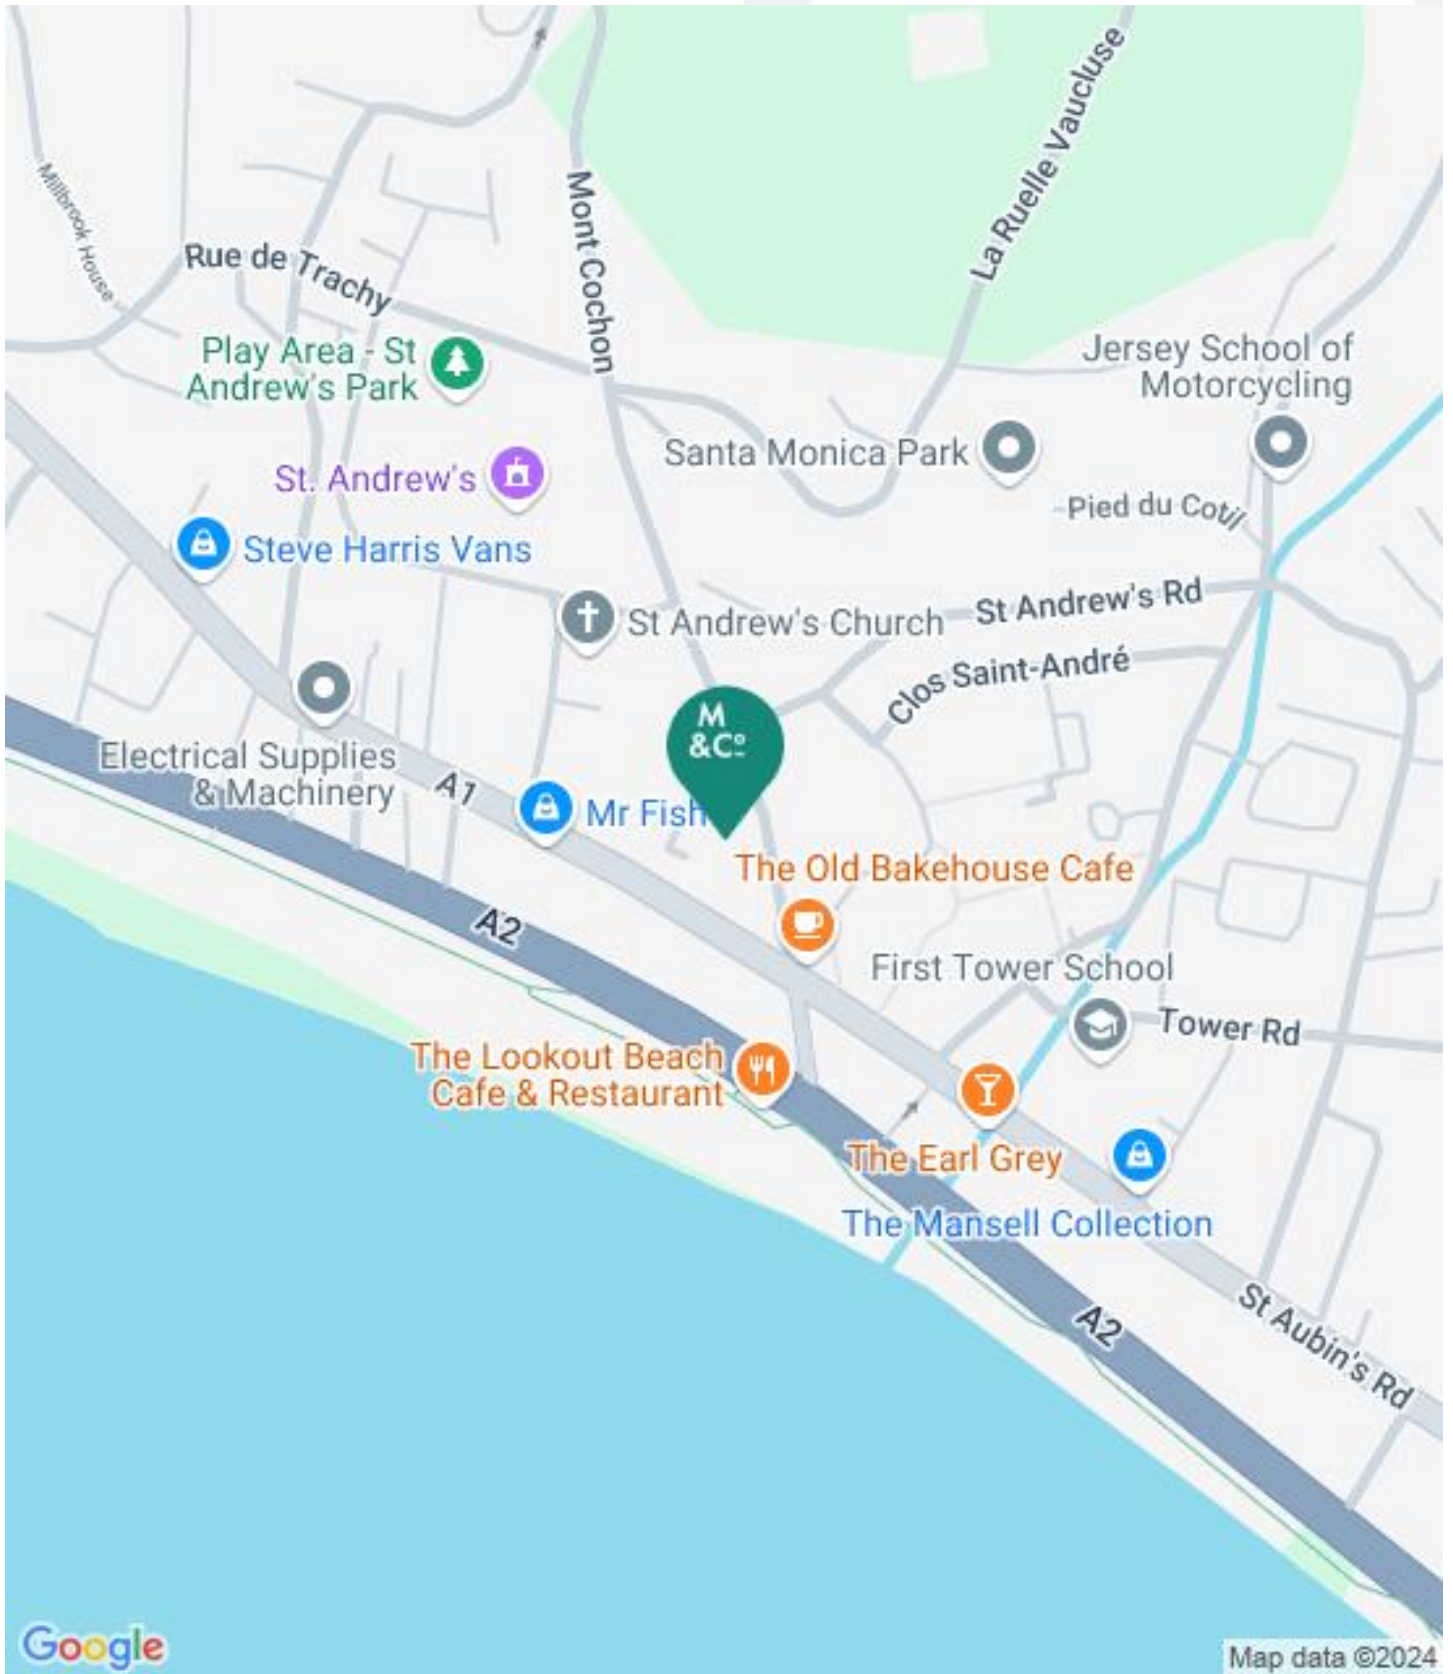 La Ruelle Vaucluse
Mont Cochon
Millbrook House
Rue de Trachy
Play Area - St
Andrew's Park
Jersey School of
Motorcycling
Santa Monica Park
St. Andrew's
Pied du Cotil
Steve Harris Vans
St Andrew's Rd
St Andrew's Church
Clos Saint-André
M
&Cº
Electrical Supplies
& Machinery
A1
Mr Fish
The Old Bakehouse Cafe
A2
First Tower School
Tower Rd
The Lookout Beach
Cafe & Restaurant
The Earl Grey
The Mansell Collection
A2
St Aubin's Rd
Google
Map data ©2024